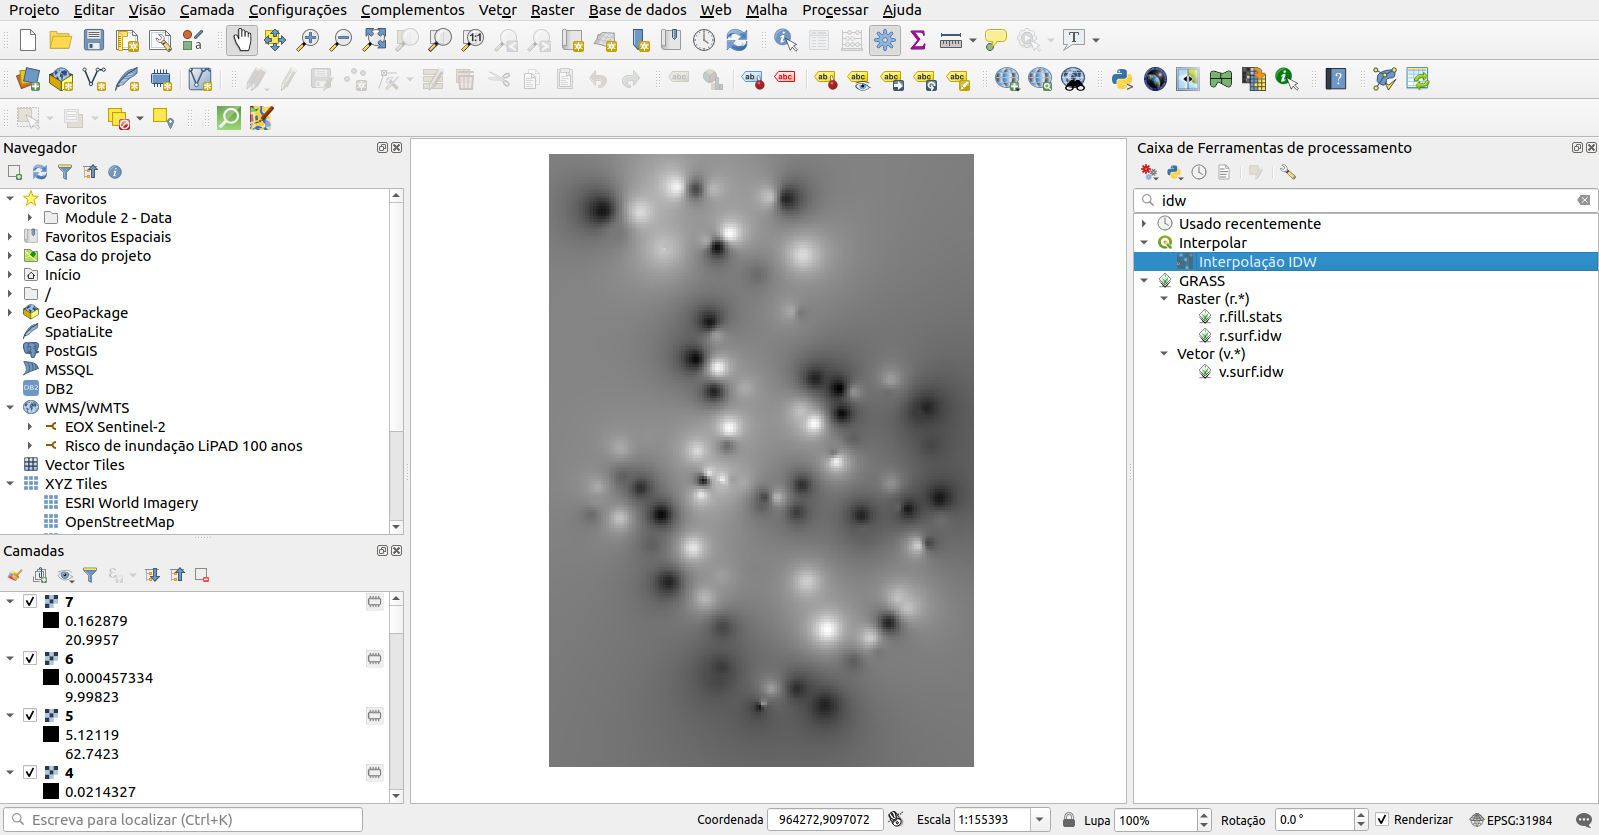 Projeto Editar Visão Camada Configurações Complementos Vetor Raster Base de dados Web Malha Processar Ajuda
Navegador
Favoritos
Module 2 - Data
Favoritos Espaciais
Casa do projeto
Início
/
GeoPackage
SpatiaLite
PostGIS
MSSQL
DB2
WMS/WMTS
EOX Sentinel-2
Risco de inundação LiPAD 100 anos
Vector Tiles
XYZ Tiles
ESRI World Imagery
OpenStreetMap
Camadas
7
0.162879
20.9957
6
0.000457334
9.99823
5
5.12119
62.7423
4
0.0214327
Caixa de Ferramentas de processamento
idw
Usado recentemente
Interpolar
Interpolação IDW
GRASS
Raster (r.*)
r.fill.stats
r.surf.idw
Vetor (v.*)
v.surf.idw
Escreva para localizar (Ctrl+K)
Coordenada 964272,9097072 Escala 1:155393 Lupa 100% Rotação 0.0 ° Renderizar EPSG:31984